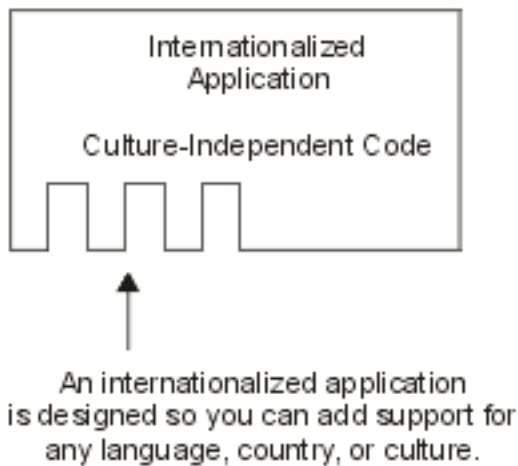 Internationalized
Application
Culture-Independent Code
An internationalized application
is designed so you can add support for
any language, country, or culture.